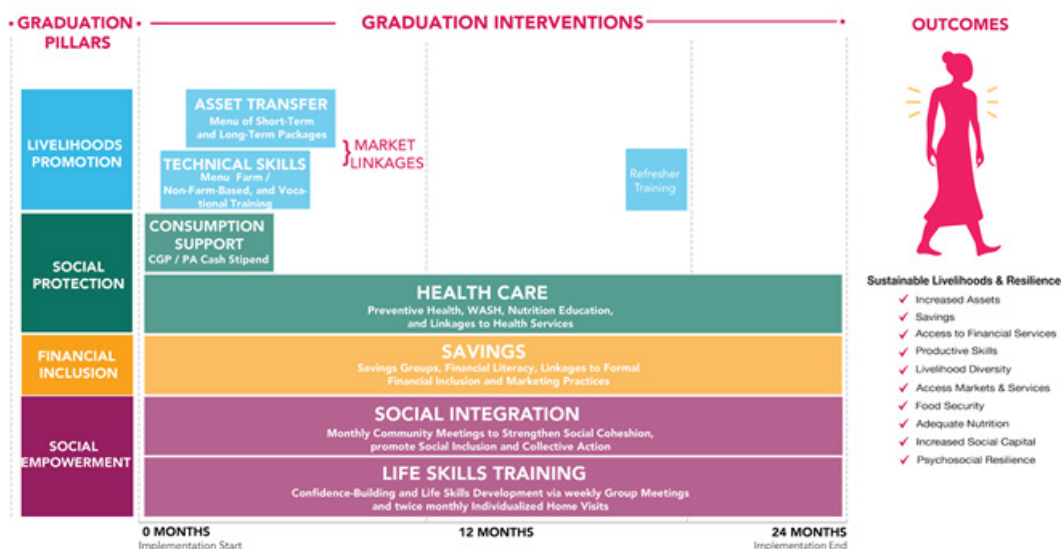 GRADUATION
PILLARS
GRADUATION INTERVENTIONS
OUTCOMES
LIVELIHOODS
PROMOTION
ASSET TRANSFER
Menu of Short-Term
and Long-Term Packages
TECHNICAL SKILLS
Menu Farm /
Non-Farm-Based, and Voca-
tional Training
} MARKET
LINKAGES
Refresher
Training
SOCIAL
PROTECTION
CONSUMPTION
SUPPORT
CGP / PA Cash Stipend
HEALTH CARE
Preventive Health, WASH, Nutrition Education,
and Linkages to Health Services
FINANCIAL
INCLUSION
SAVINGS
Savings Groups, Financial Literacy, Linkages to Formal
Financial Inclusion and Marketing Practices
SOCIAL
EMPOWERMENT
SOCIAL INTEGRATION
Monthly Community Meetings to Strengthen Social Coheshion,
promote Social Inclusion and Collective Action
LIFE SKILLS TRAINING
Confidence-Building and Life Skills Development via weekly Group Meetings
and twice monthly Individualized Home Visits
0 MONTHS
Implementation Start
12 MONTHS
24 MONTHS
Implementation End
Sustainable Livelihoods & Resilience
✓ Increased Assets
✓ Savings
✓ Access to Financial Services
✓ Productive Skills
✓ Livelihood Diversity
✓ Access Markets & Services
✓ Food Security
✓ Adequate Nutrition
✓ Increased Social Capital
✓ Psychosocial Resilience